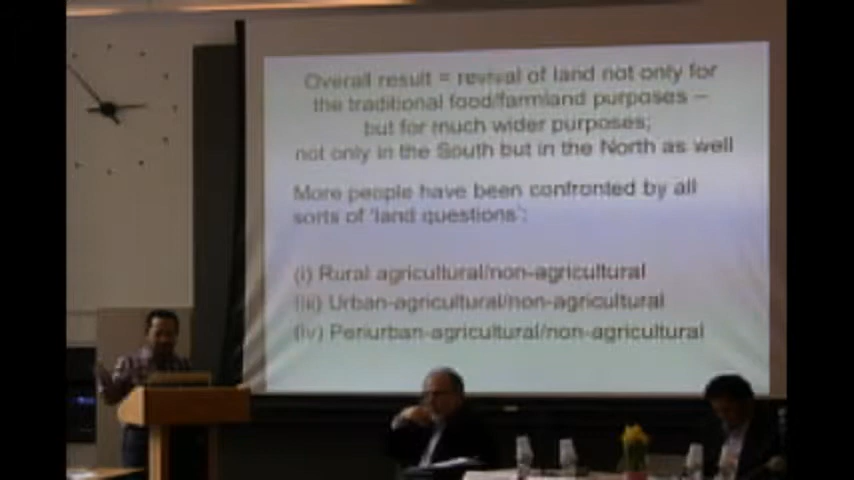 Overall result = revival of land not only for
the traditional food/farmland purposes –
but for much wider purposes;
not only in the South but in the North as well
More people have been confronted by all
sorts of 'land questions':
(i) Rural agricultural/non-agricultural
(iii) Urban-agricultural/non-agricultural
(iv) Periurban-agricultural/non-agricultural